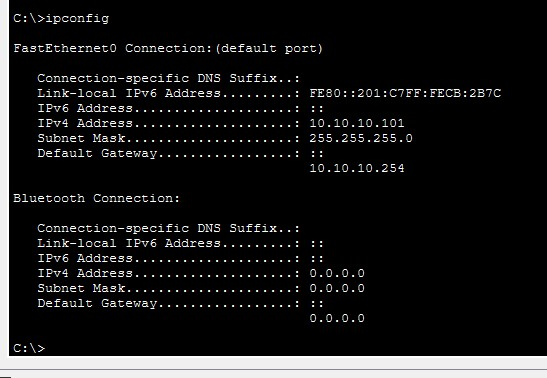 C:\>ipconfig
FastEthernet0 Connection:(default port)
Connection-specific DNS Suffix..:
Link-local IPv6 Address.........: FE80::201:C7FF:FECB:2B7C
IPv6 Address....................: ::
IPv4 Address....................: 10.10.10.101
Subnet Mask.....................: 255.255.255.0
Default Gateway.................: ::
10.10.10.254
Bluetooth Connection:
Connection-specific DNS Suffix..:
Link-local IPv6 Address.........: ::
IPv6 Address....................: ::
IPv4 Address....................: 0.0.0.0
Subnet Mask.....................: 0.0.0.0
Default Gateway.................: ::
0.0.0.0
C:\>